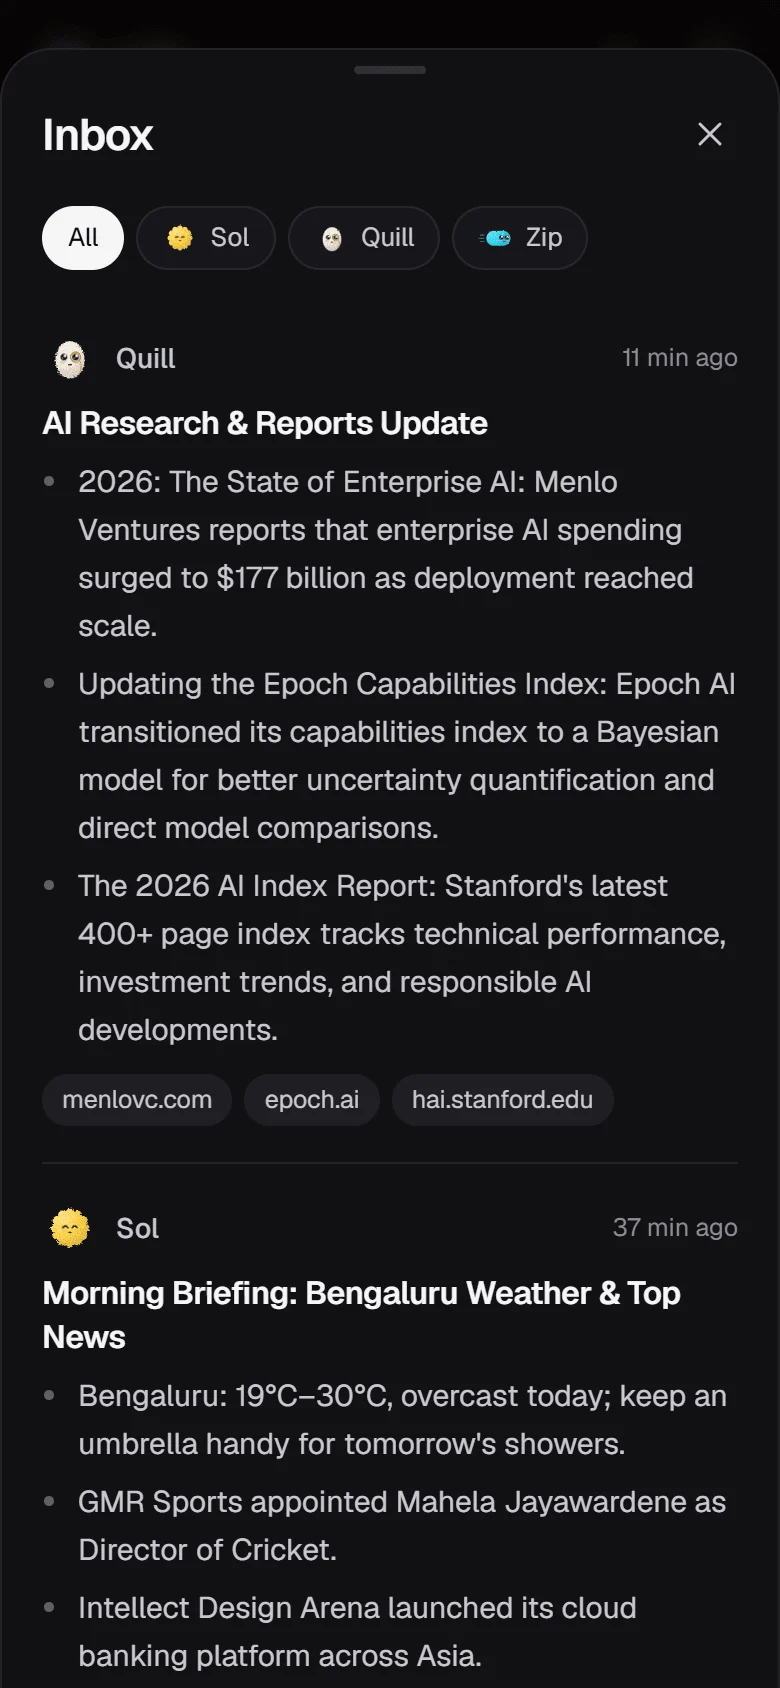 Inbox
All
Sol
Quill
Zip
Quill
11 min ago
AI Research & Reports Update
2026: The State of Enterprise AI: Menlo
Ventures reports that enterprise AI spending
surged to $177 billion as deployment reached
scale.
Updating the Epoch Capabilities Index: Epoch AI
transitioned its capabilities index to a Bayesian
model for better uncertainty quantification and
direct model comparisons.
The 2026 AI Index Report: Stanford's latest
400+ page index tracks technical performance,
investment trends, and responsible AI
developments.
menlovc.com
epoch.ai
hai.stanford.edu
Sol
37 min ago
Morning Briefing: Bengaluru Weather & Top
News
Bengaluru: 19°C–30°C, overcast today; keep an
umbrella handy for tomorrow's showers.
GMR Sports appointed Mahela Jayawardene as
Director of Cricket.
Intellect Design Arena launched its cloud
banking platform across Asia.